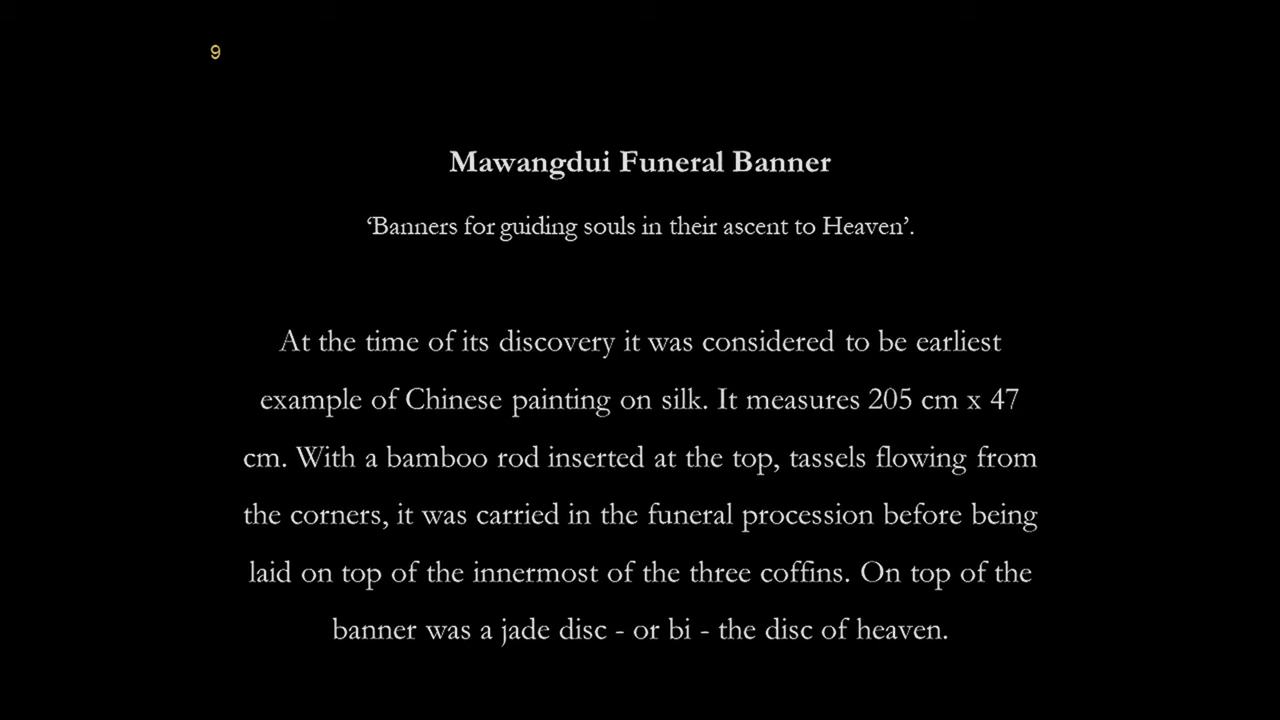 9
Mawangdui Funeral Banner
‘Banners for guiding souls in their ascent to Heaven’.
At the time of its discovery it was considered to be earliest
example of Chinese painting on silk. It measures 205 cm x 47
cm. With a bamboo rod inserted at the top, tassels flowing from
the corners, it was carried in the funeral procession before being
laid on top of the innermost of the three coffins. On top of the
banner was a jade disc - or bi - the disc of heaven.